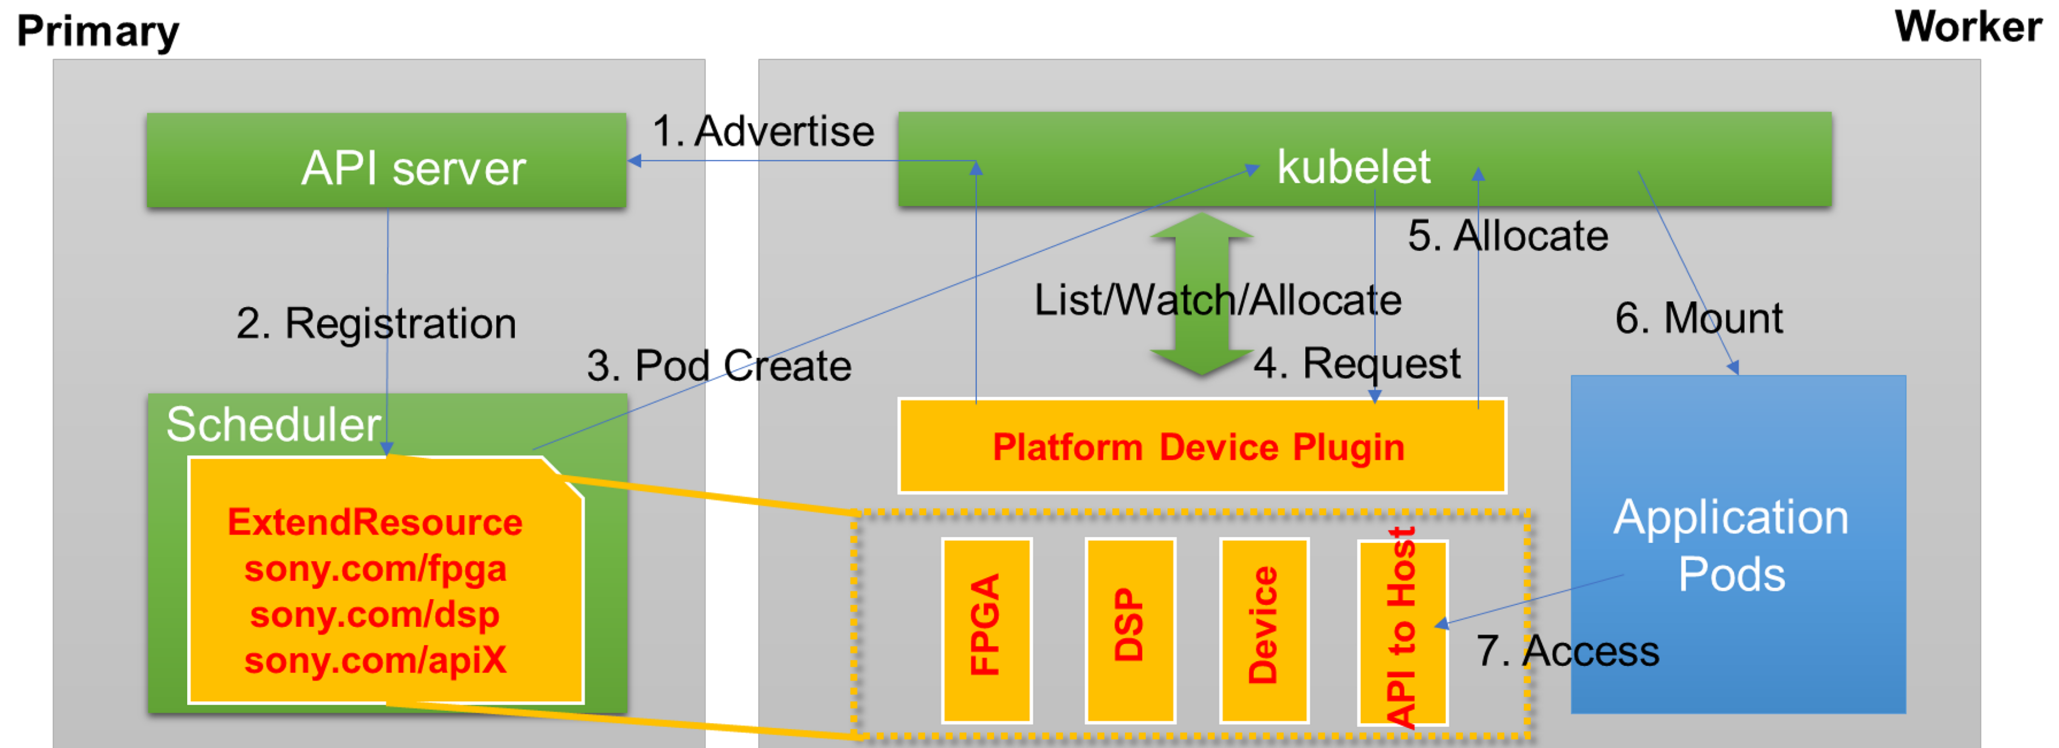 Primary
Worker
API server
1. Advertise
kubelet
5. Allocate
List/Watch/Allocate
2. Registration
6. Mount
3. Pod Create
4. Request
Scheduler
Platform Device Plugin
ExtendResource
sony.com/fpga
sony.com/dsp
sony.com/apiX
FPGA
DSP
Device
API to Host
Application
Pods
7. Access